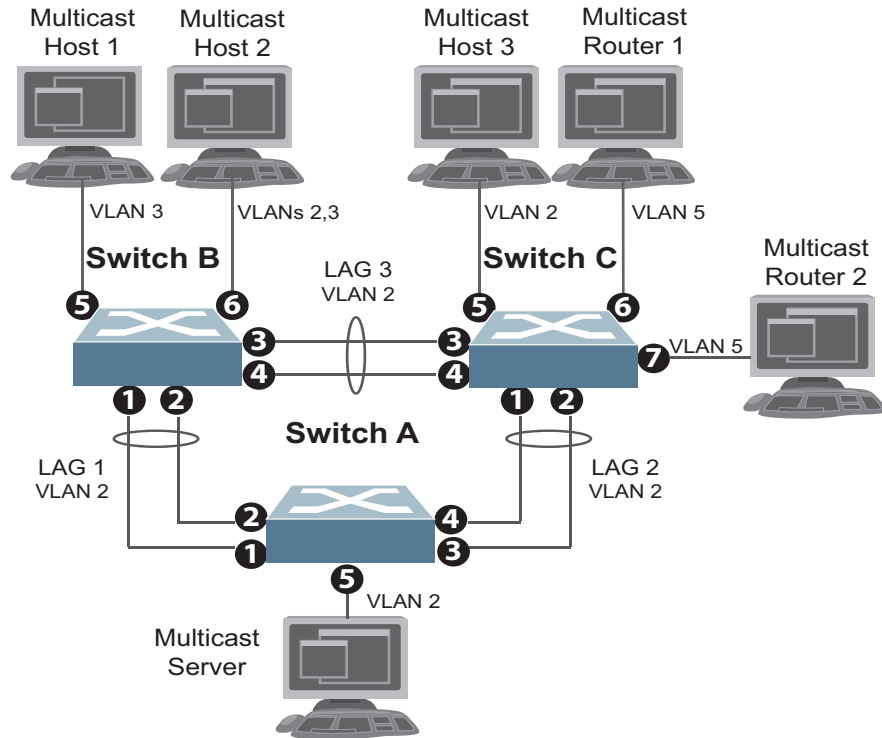 Multicast
Host 1
Multicast
Host 2
Multicast
Host 3
Multicast
Router 1
VLAN 3
VLANs 2,3
VLAN 2
VLAN 5
Switch B
LAG 3
VLAN 2
Switch C
Multicast
Router 2
5
6
5
6
3
3
7
VLAN 5
4
4
1
2
1
2
Switch A
LAG 1
VLAN 2
LAG 2
VLAN 2
2
4
1
3
5
VLAN 2
Multicast
Server